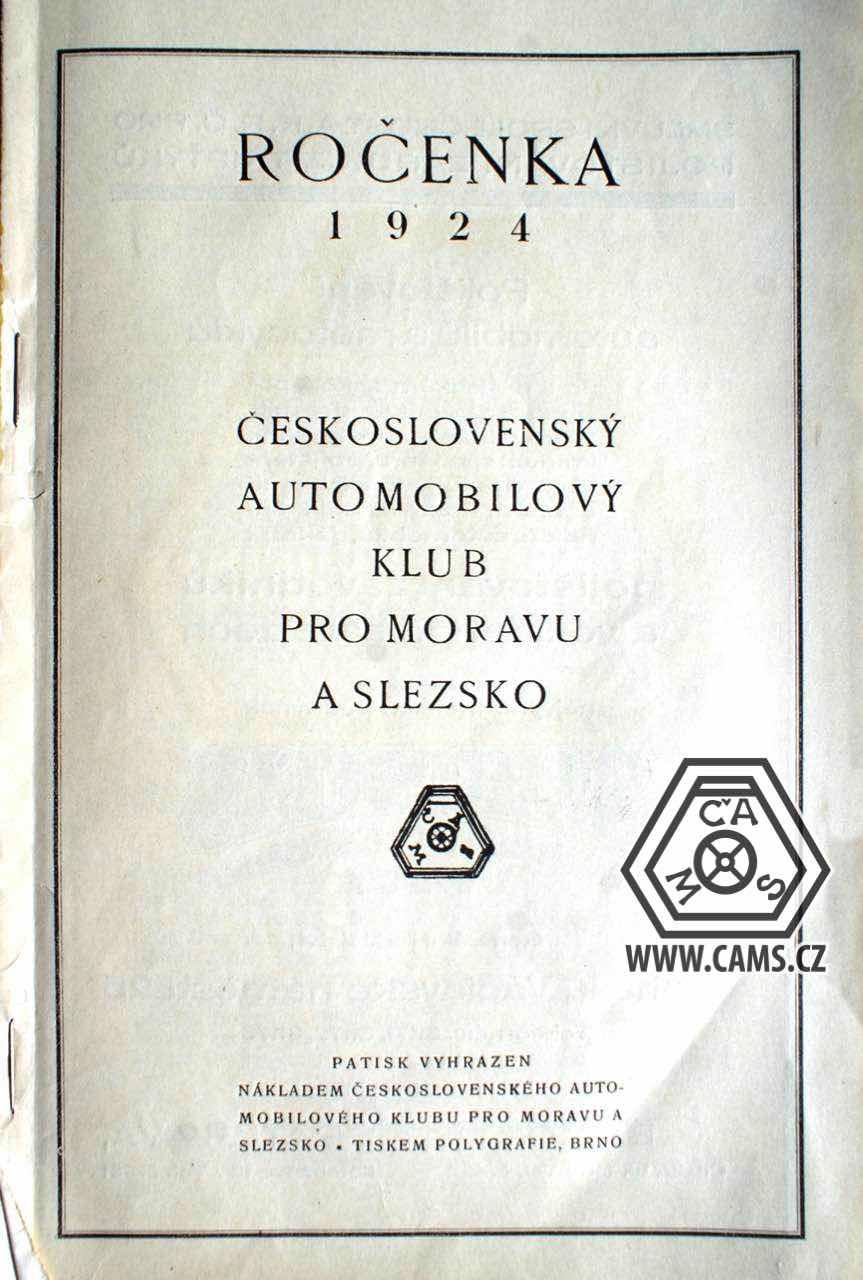 ROČENKA
1924
ČESKOSLOVENSKÝ
AUTOMOBILOVÝ
KLUB
PRO MORAVU
A SLEZSKO
Č A
M S
Č A
M S
WWW.CAMS.CZ
PATISK VYHRAZEN
NÁKLADEM ČESKOSLOVENSKÉHO AUTO-
MOBILOVÉHO KLUBU PRO MORAVU A
SLEZSKO • TISKEM POLYGRAFIE, BRNO